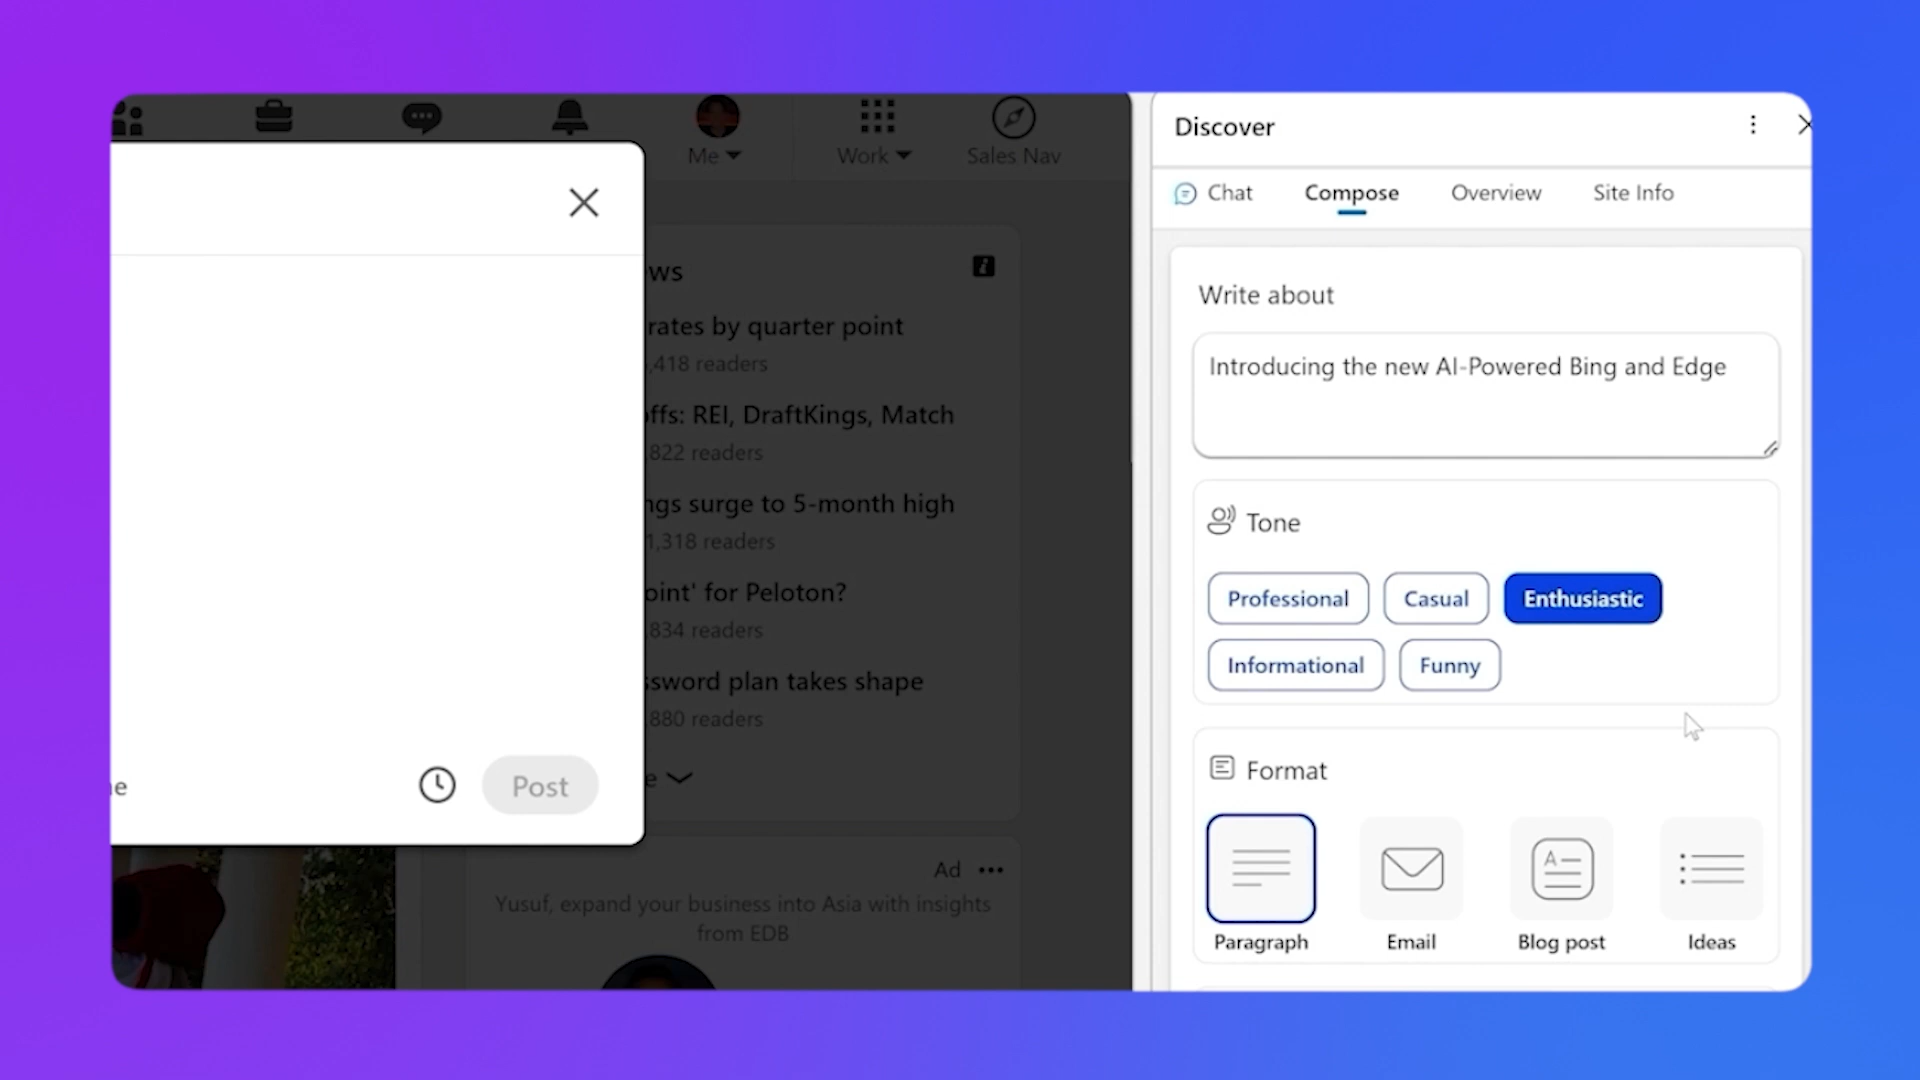 Me
Work
Sales Nav
ws
rates by quarter point
,418 readers
ffs: REI, DraftKings, Match
,822 readers
ngs surge to 5-month high
1,318 readers
oint' for Peloton?
,834 readers
ssword plan takes shape
,880 readers
e
e
Post
Ad
Yusuf, expand your business into Asia with insights
from EDB
Discover
Chat
Compose
Overview
Site Info
Write about
Introducing the new AI-Powered Bing and Edge
Tone
Professional
Casual
Enthusiastic
Informational
Funny
Format
Paragraph
Email
Blog post
Ideas